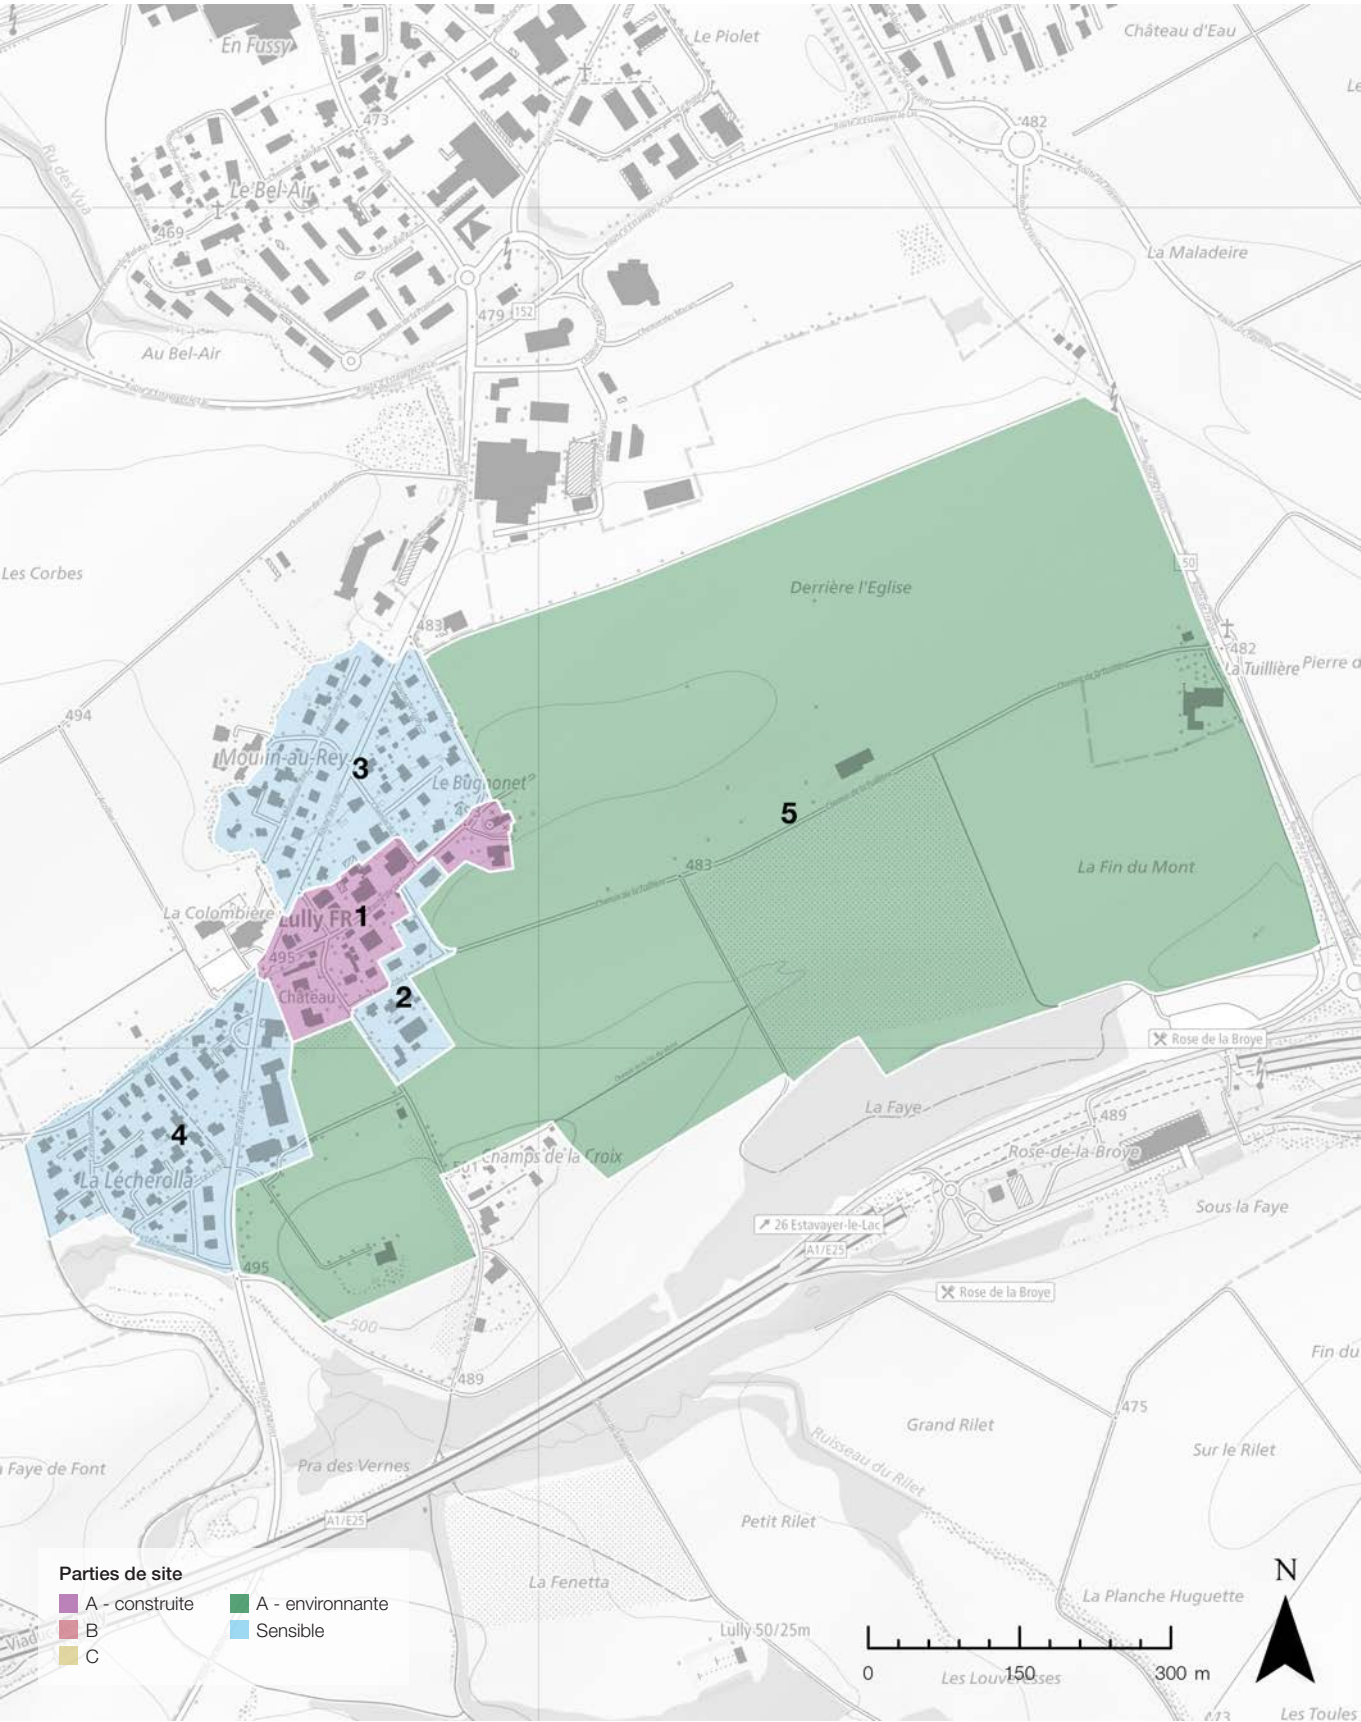 En Fussy
Le Piolet
Château d'Eau
473
482
Ru des Vua
Le Bel-Air
469
La Maladeire
479
152
Au Bel-Air
Les Corbes
Derrière l'Eglise
50
483
482
La Tuillière
Pierre d
494
Moulin-au-Rey
3
Le Bugnonet
5
483
La Fin du Mont
La Colombière
Lully FR
1
495
Château
2
Rose de la Broye
La Faye
489
4
Rose-de-la-Broye
Champs de la Croix
La Lécherolla
Sous la Faye
26 Estavayer-le-Lac
A1/E25
495
Rose de la Broye
500
Fin du
489
475
Grand Rilet
Sur le Rilet
Ruisseau du Rilet
a Faye de Font
Pra des Vernes
A1/E25
Petit Rilet
N
Parties de site
La Fenetta
A - construite
A - environnante
La Planche Huguette
B
Sensible
Lully 50/25m
C
0 150 300 m
Les Louveresses
Les Toules